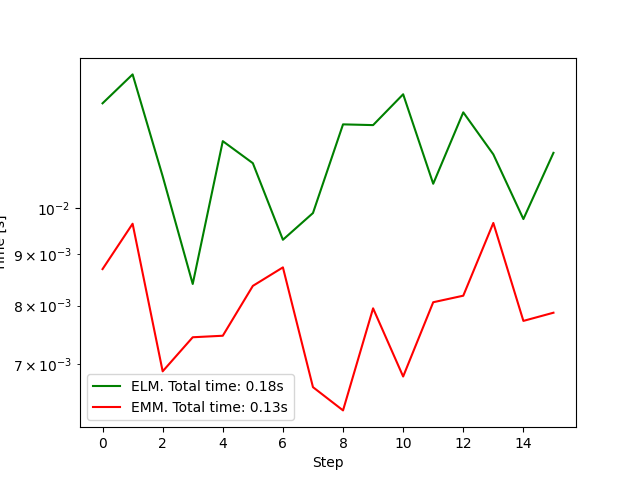 10⁻²
9 × 10⁻³
8 × 10⁻³
7 × 10⁻³
ELM. Total time: 0.18s
EMM. Total time: 0.13s
0 2 4 6 8 10 12 14
Step